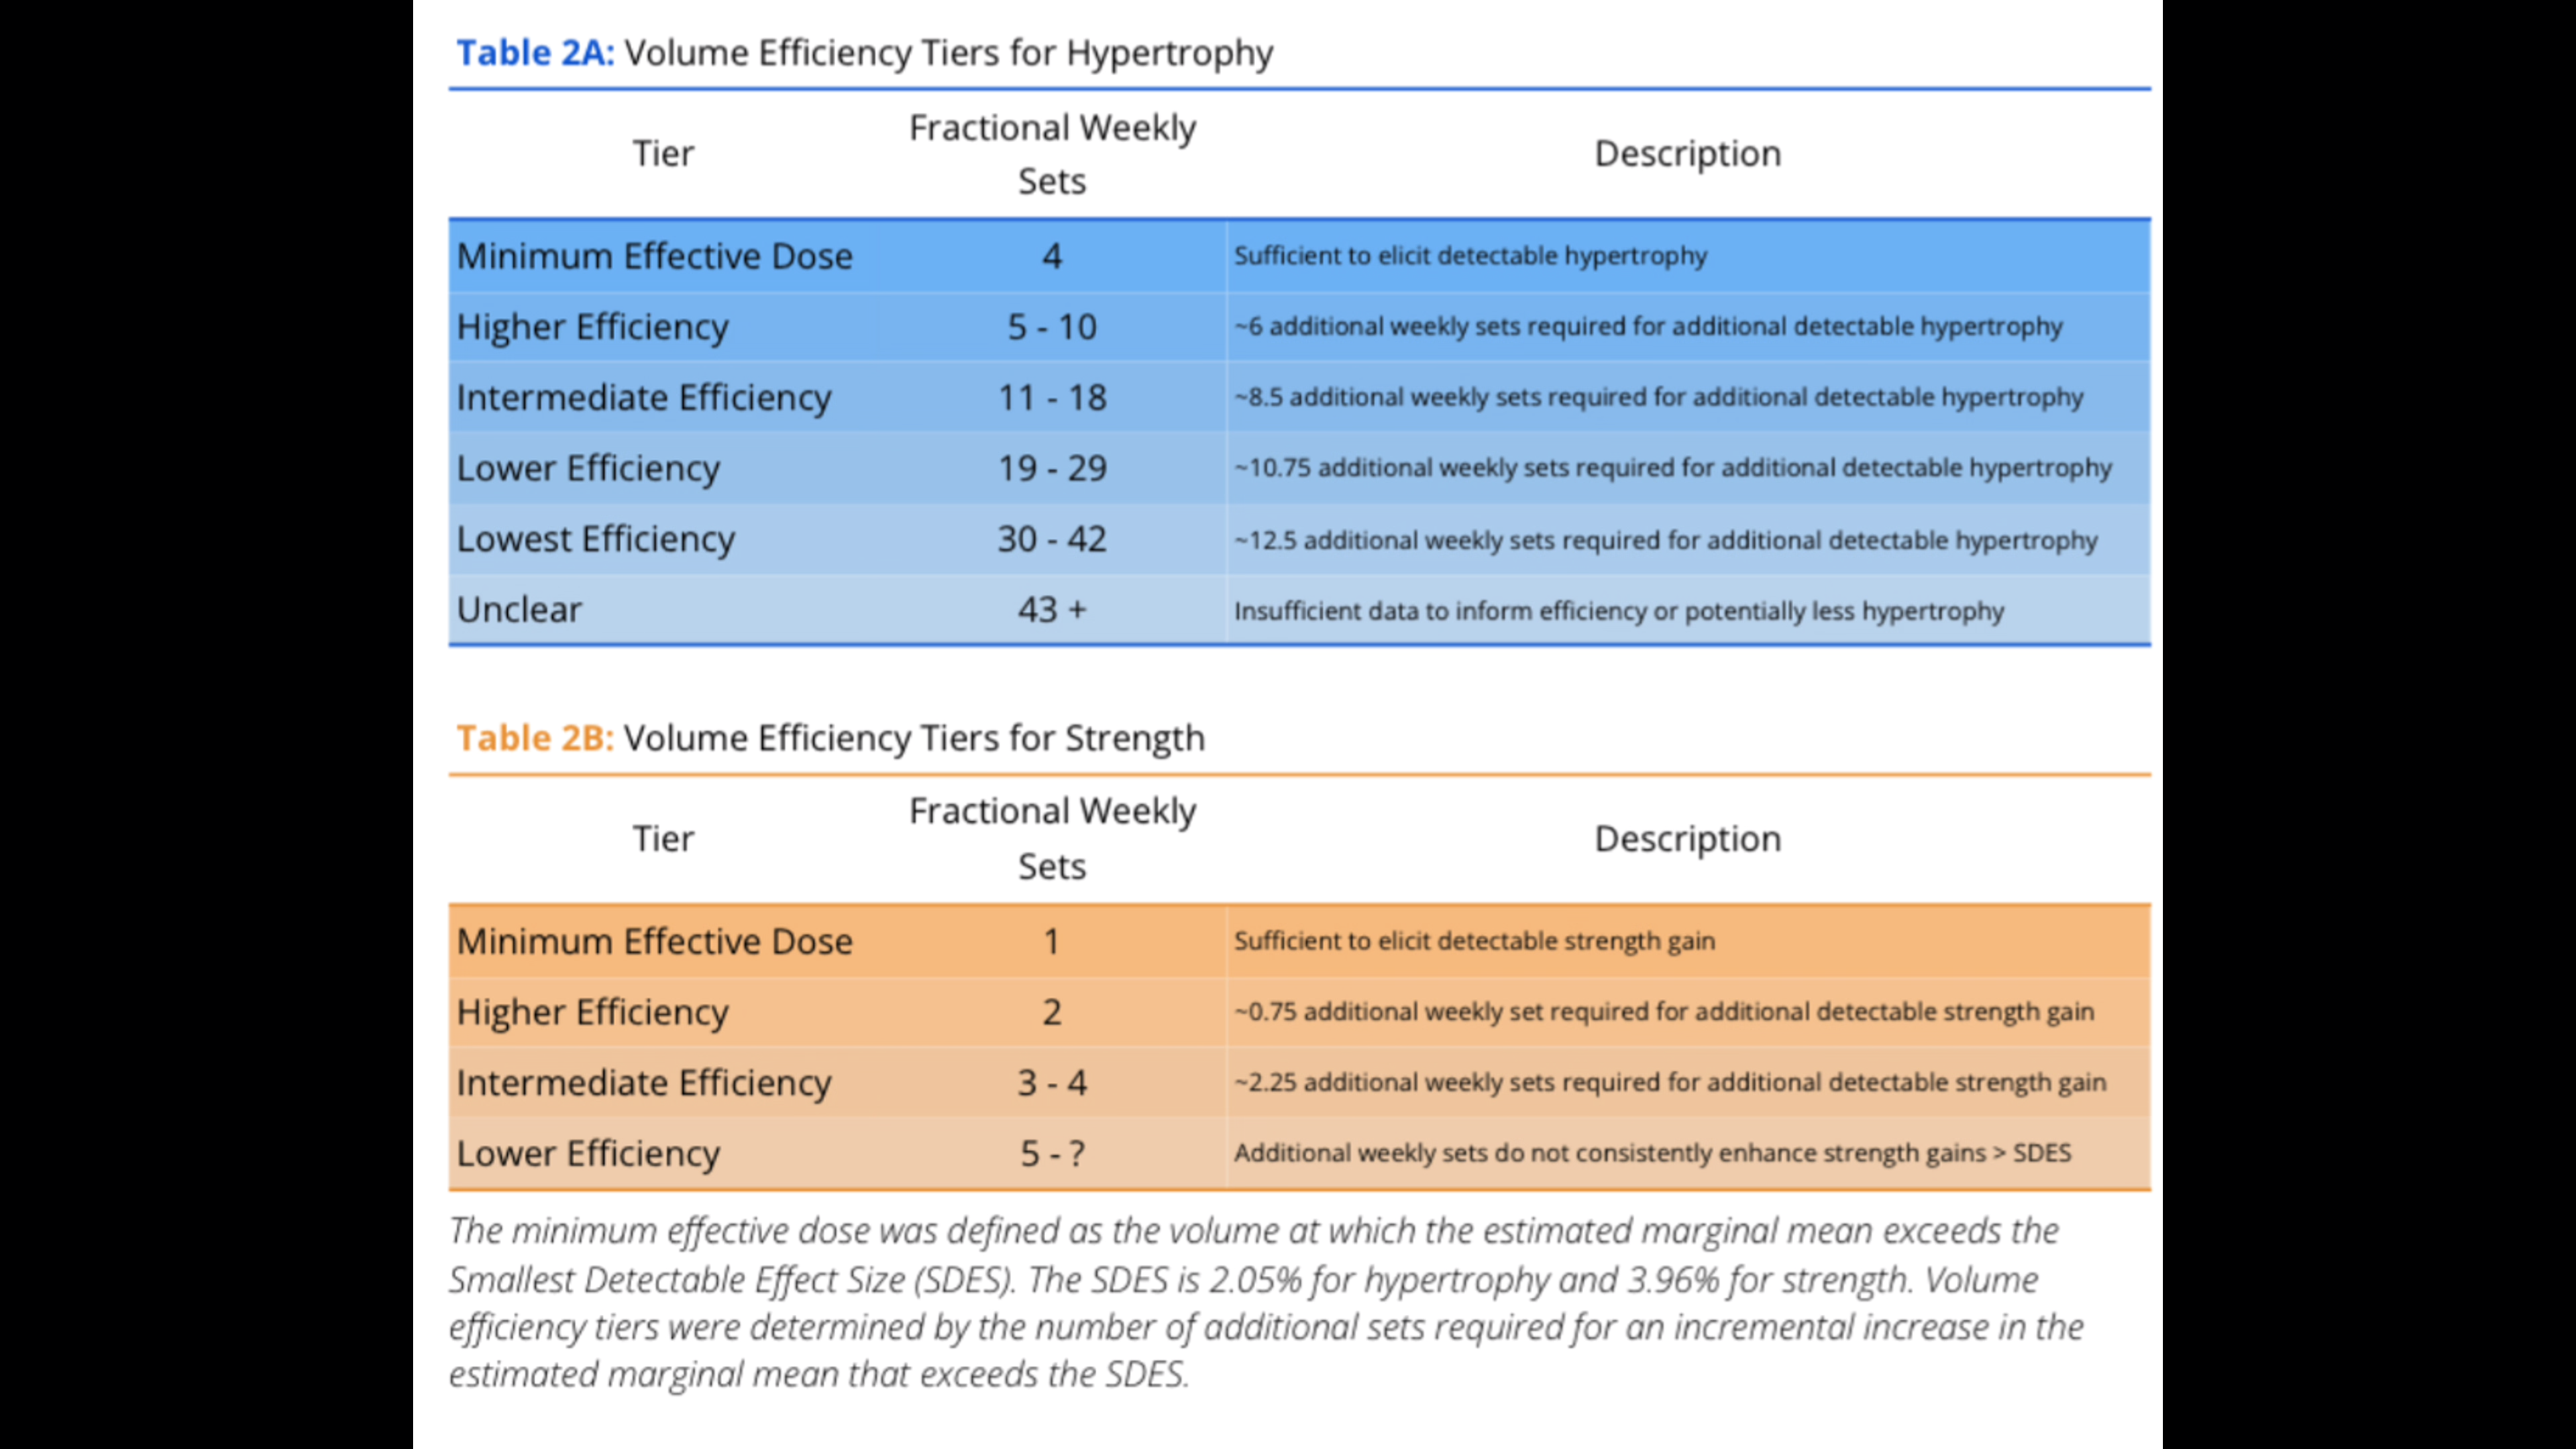 Table 2A: Volume Efficiency Tiers for Hypertrophy
Tier
Fractional Weekly
Sets
Description
Minimum Effective Dose 4 Sufficient to elicit detectable hypertrophy
Higher Efficiency 5 - 10 ~6 additional weekly sets required for additional detectable hypertrophy
Intermediate Efficiency 11 - 18 ~8.5 additional weekly sets required for additional detectable hypertrophy
Lower Efficiency 19 - 29 ~10.75 additional weekly sets required for additional detectable hypertrophy
Lowest Efficiency 30 - 42 ~12.5 additional weekly sets required for additional detectable hypertrophy
Unclear 43 + Insufficient data to inform efficiency or potentially less hypertrophy
Table 2B: Volume Efficiency Tiers for Strength
Tier
Fractional Weekly
Sets
Description
Minimum Effective Dose 1 Sufficient to elicit detectable strength gain
Higher Efficiency 2 ~0.75 additional weekly set required for additional detectable strength gain
Intermediate Efficiency 3 - 4 ~2.25 additional weekly sets required for additional detectable strength gain
Lower Efficiency 5 - ? Additional weekly sets do not consistently enhance strength gains > SDES
The minimum effective dose was defined as the volume at which the estimated marginal mean exceeds the
Smallest Detectable Effect Size (SDES). The SDES is 2.05% for hypertrophy and 3.96% for strength. Volume
efficiency tiers were determined by the number of additional sets required for an incremental increase in the
estimated marginal mean that exceeds the SDES.